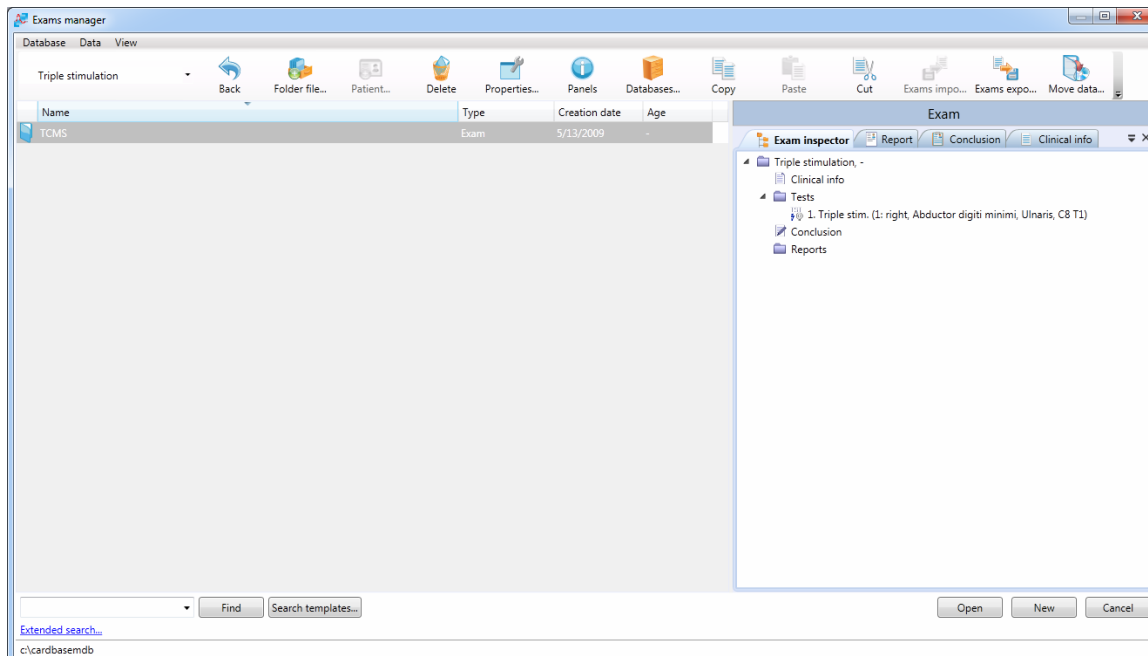 Exams manager
Database Data View
Triple stimulation
Back Folder file... Patient... Delete Properties... Panels Databases... Copy Paste Cut Exams impo... Exams expo... Move data...
Name Type Creation date Age
TCMS Exam 5/13/2009 -
Exam
Exam inspector Report Conclusion Clinical info
Triple stimulation, -
Clinical info
Tests
1. Triple stim. (1: right, Abductor digiti minimi, Ulnaris, C8 T1)
Conclusion
Reports
Find Search templates... Open New Cancel
Extended search...
c:\cardbasemdb